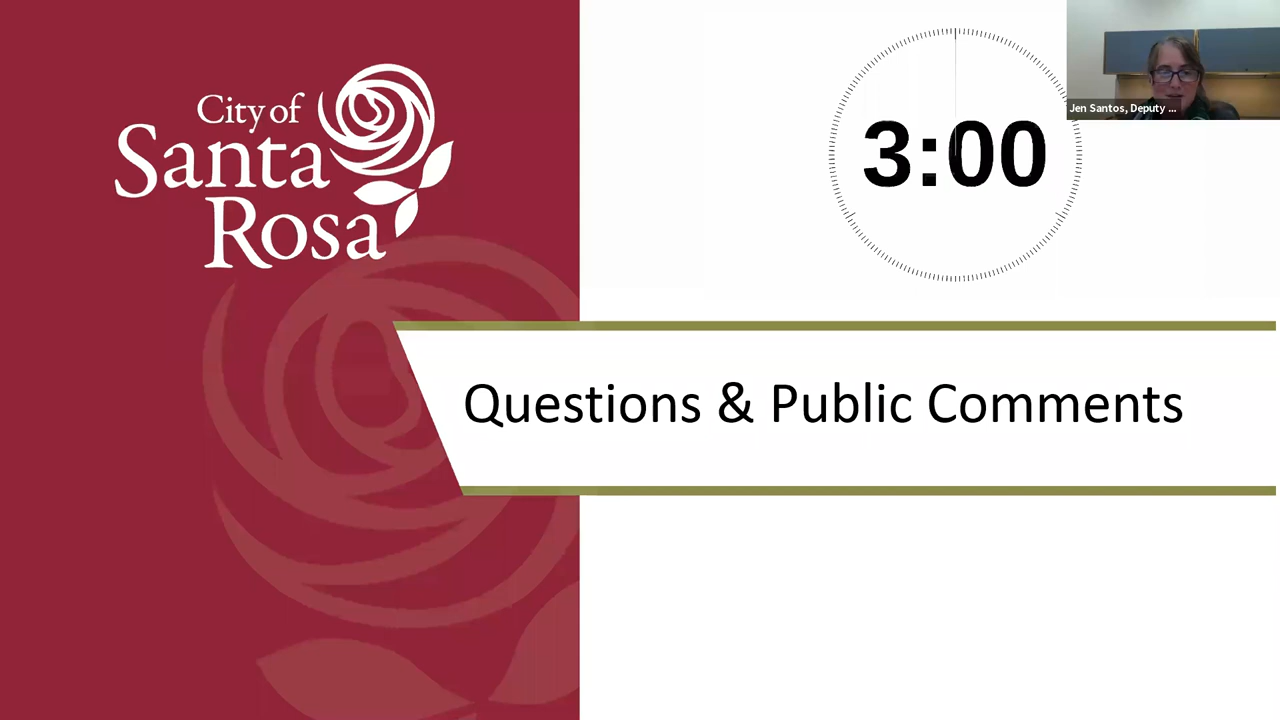 City of
Santa
Rosa
3:00
Jen Santos, Deputy ...
Questions & Public Comments